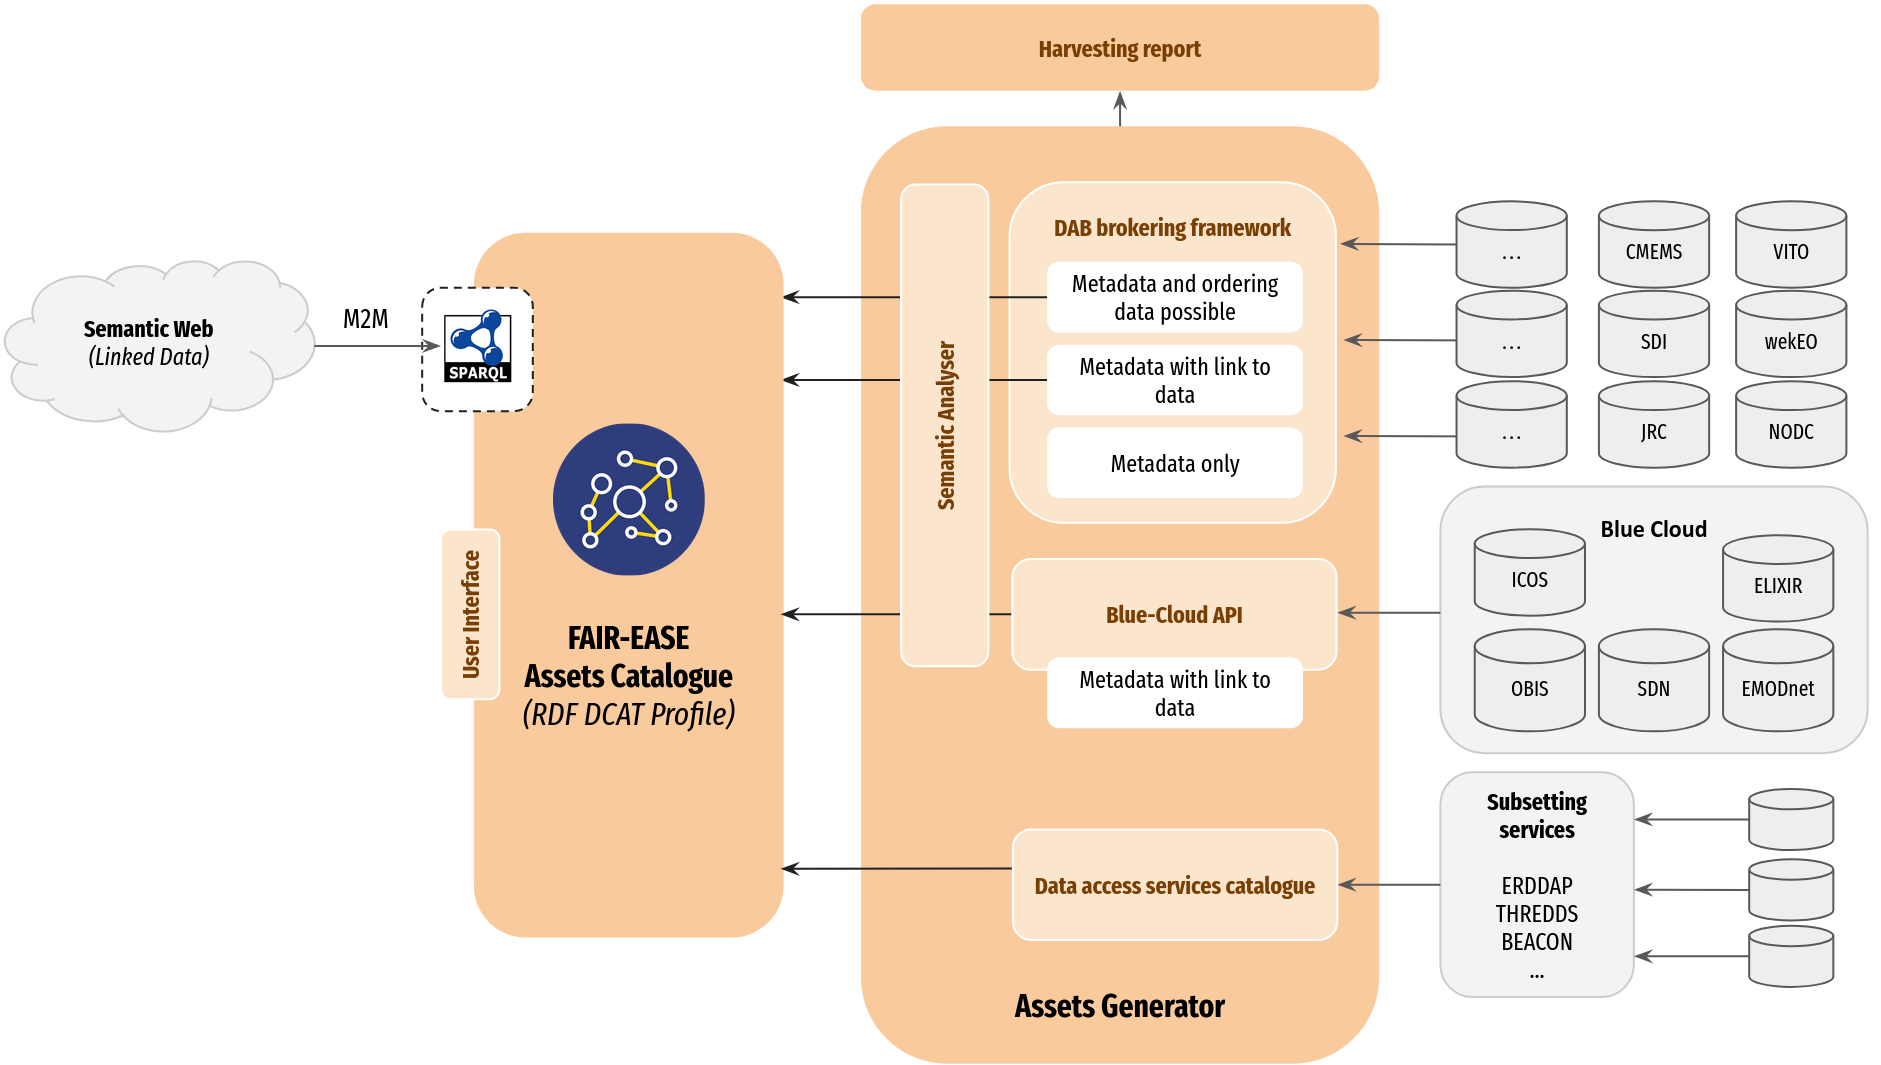 Harvesting report
Semantic Web
(Linked Data)
M2M
SPARQL
User Interface
FAIR-EASE
Assets Catalogue
(RDF DCAT Profile)
Semantic Analyser
DAB brokering framework
Metadata and ordering
data possible
Metadata with link to
data
Metadata only
Blue-Cloud API
Metadata with link to
data
Data access services catalogue
Assets Generator
...
CMEMS
VITO
...
SDI
wekEO
...
JRC
NODC
Blue Cloud
ICOS
ELIXIR
OBIS
SDN
EMODnet
Subsetting
services
ERDDAP
THREDDS
BEACON
...